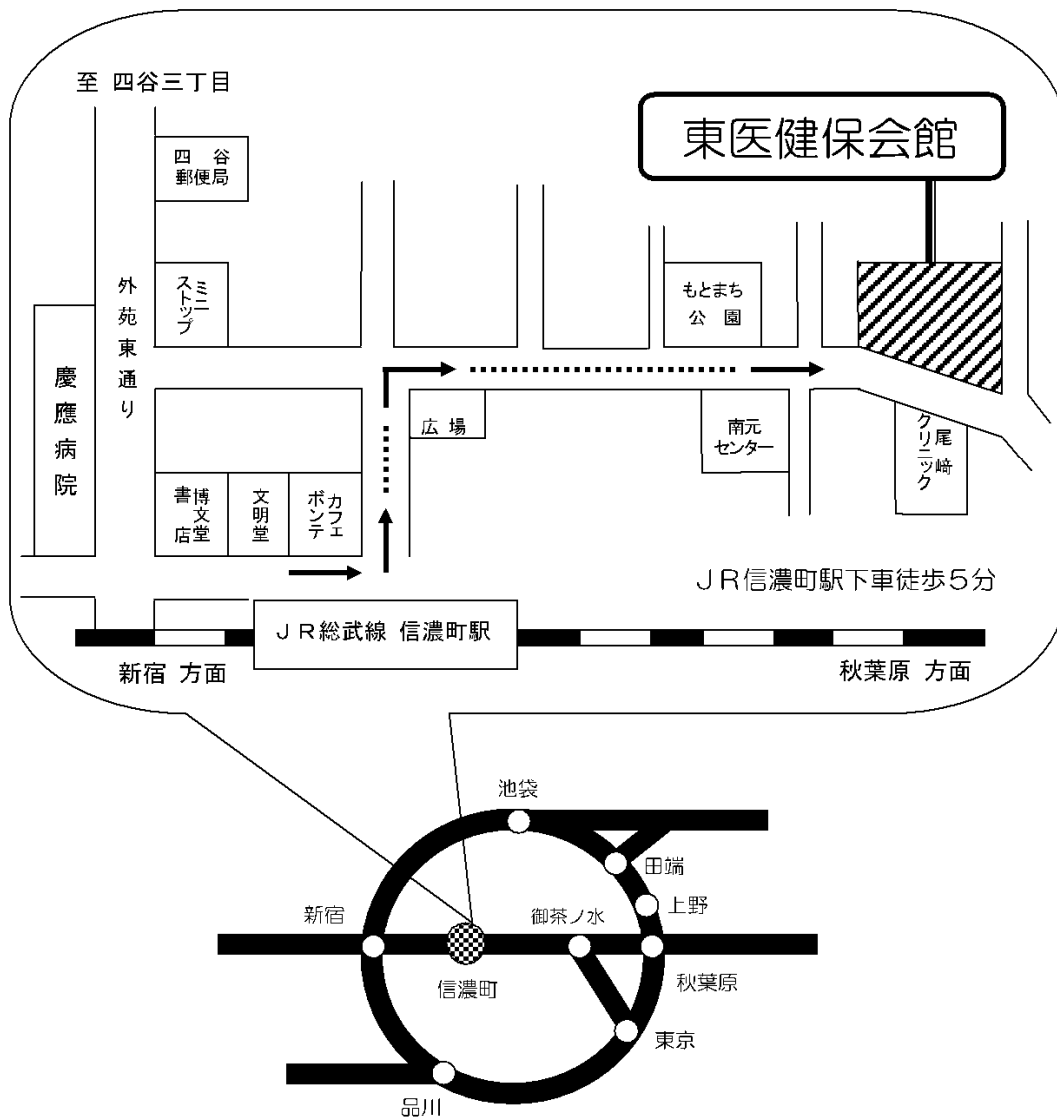 至 四谷三丁目
東医健保会館
四谷
郵便局
ミニ
ストップ
外苑東通り
慶應病院
もとまち
公園
広場
南元
センター
尾﨑
クリニック
博文堂
書店
文明堂
カフェ
ボンテ
JR信濃町駅下車徒歩5分
JR総武線 信濃町駅
新宿 方面
秋葉原 方面
池袋
田端
上野
新宿
御茶ノ水
信濃町
秋葉原
東京
品川